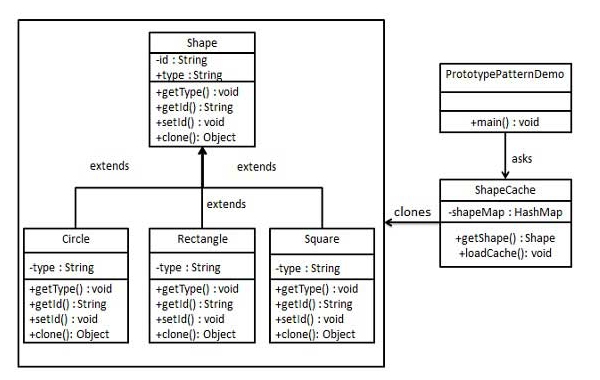 Shape
-id : String
+type : String
+getType() : void
+getId() : String
+setId() : void
+clone(): Object
PrototypePatternDemo
+main() : void
asks
extends
extends
extends
ShapeCache
-shapeMap : HashMap
+getShape() : Shape
+loadCache(): void
clones
Circle
-type : String
+getType() : void
+getId() : String
+setId() : void
+clone(): Object
Rectangle
-type : String
+getType() : void
+getId() : String
+setId() : void
+clone(): Object
Square
-type : String
+getType() : void
+getId() : String
+setId() : void
+clone(): Object